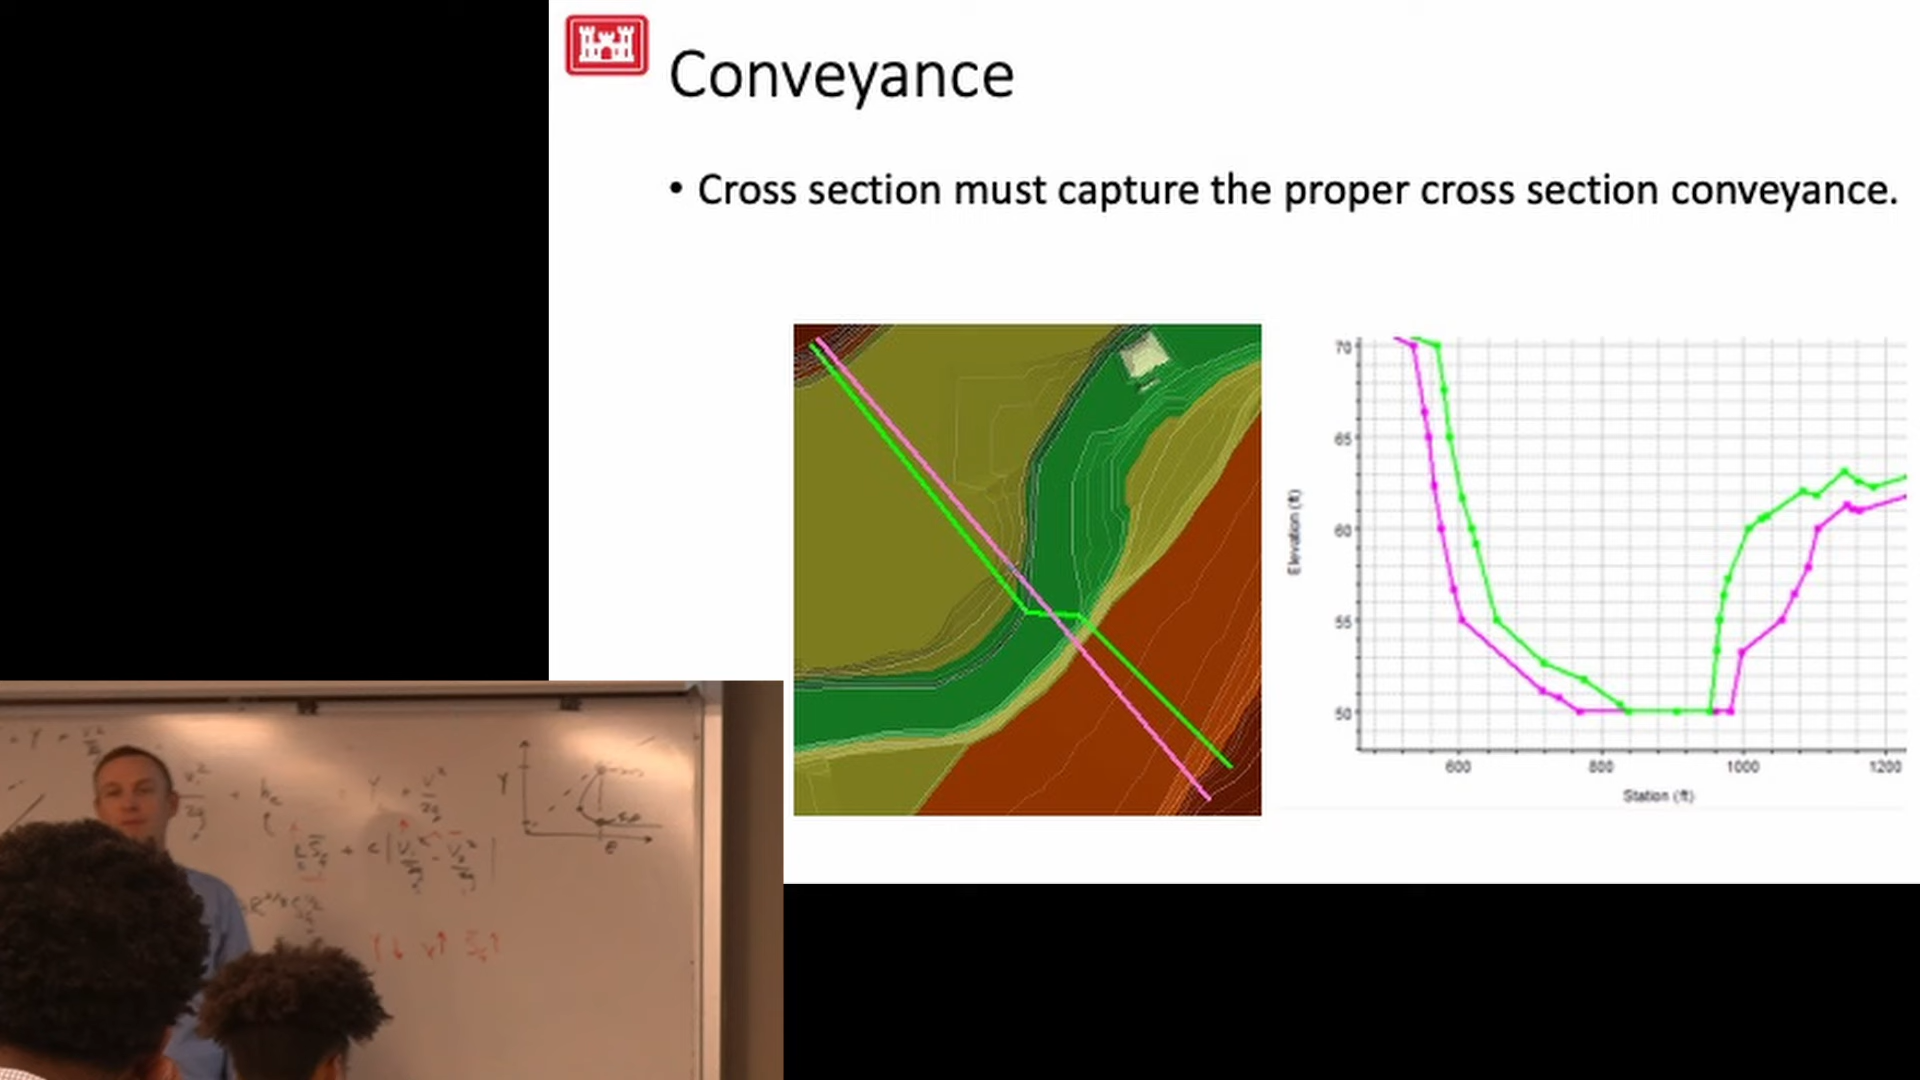 Conveyance
• Cross section must capture the proper cross section conveyance.
70
65
60
55
50
Elevation (ft)
600 800 1000 1200
Station (ft)
Y
E